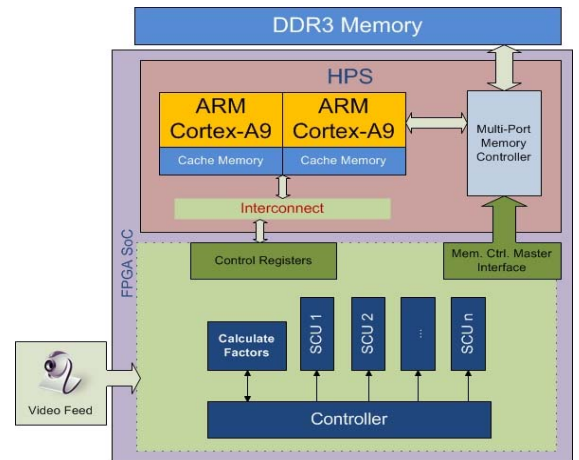 DDR3 Memory
HPS
ARM
Cortex-A9
ARM
Cortex-A9
Cache Memory
Cache Memory
Multi-Port
Memory
Controller
Interconnect
FPGA SoC
Control Registers
Mem. Ctrl. Master
Interface
Calculate
Factors
SCU 1
SCU 2
...
SCU n
Controller
Video Feed